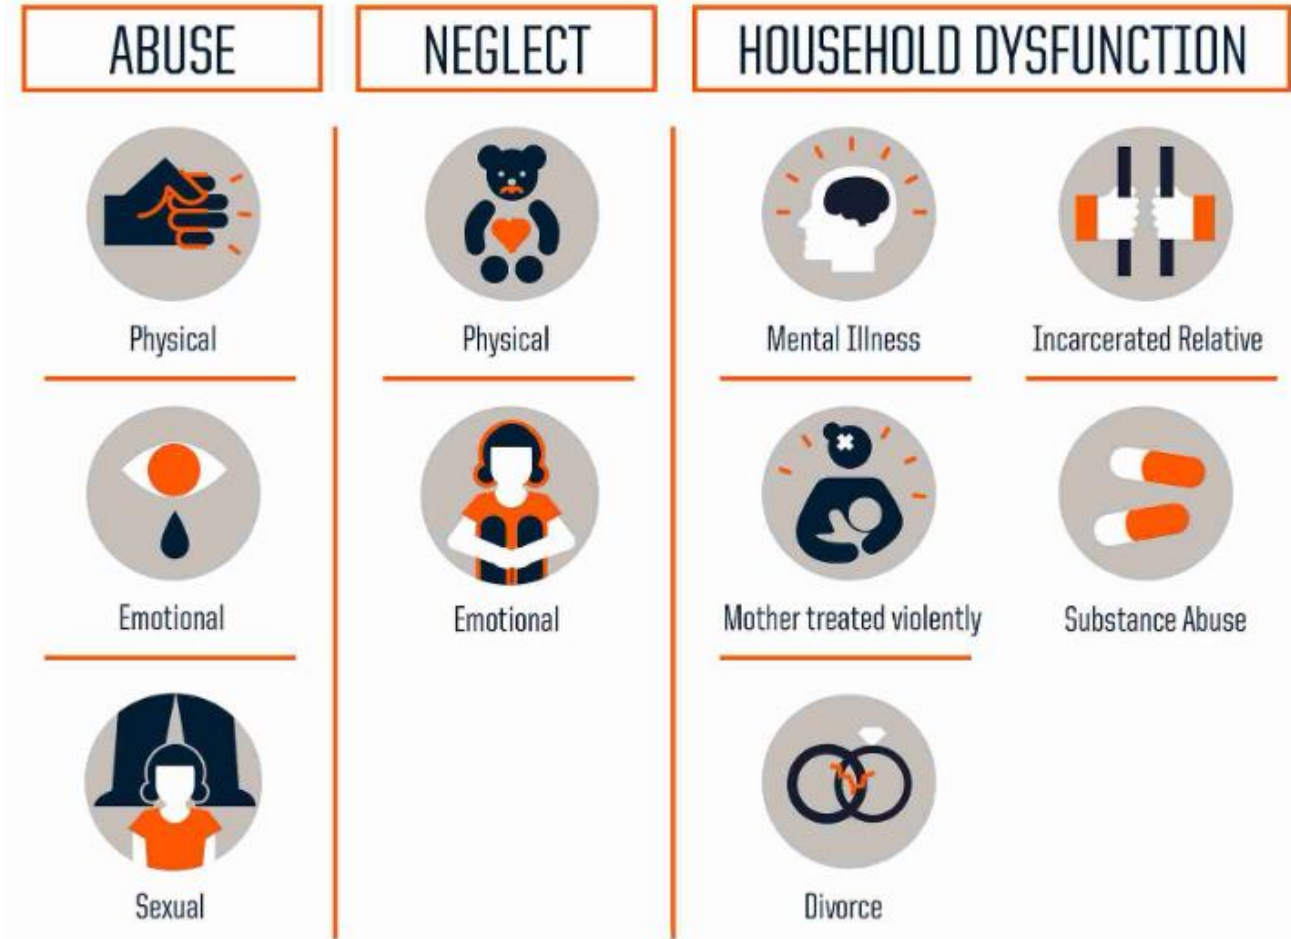 ABUSE
Physical
Emotional
Sexual
NEGLECT
Physical
Emotional
HOUSEHOLD DYSFUNCTION
Mental Illness
Incarcerated Relative
Mother treated violently
Substance Abuse
Divorce